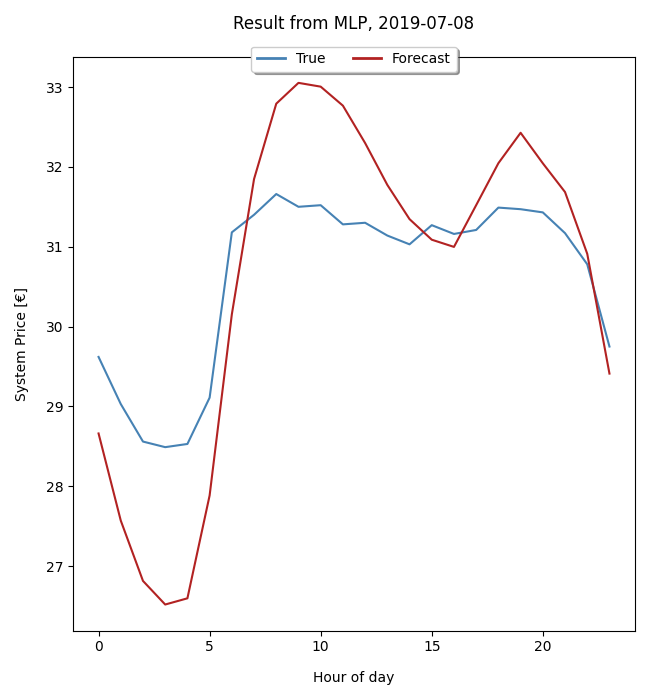 Result from MLP, 2019-07-08
True Forecast
33
32
31
30
29
28
27
System Price [€]
0 5 10 15 20
Hour of day